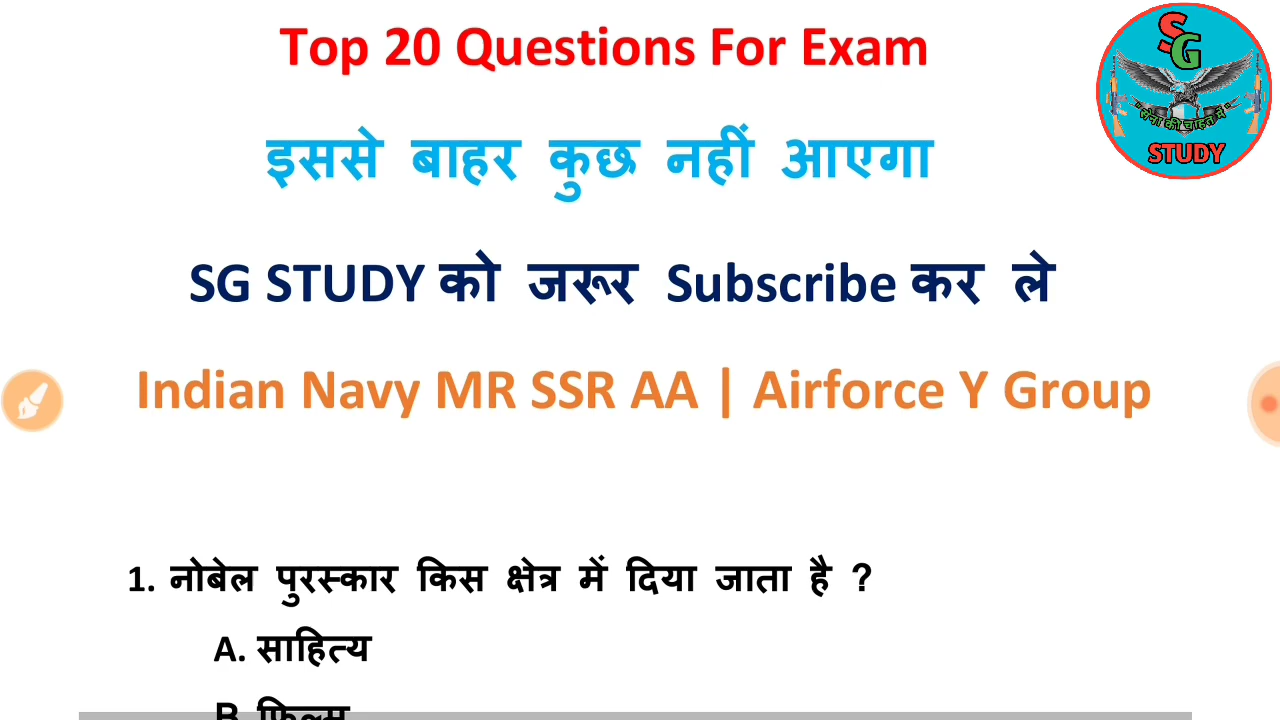 Top 20 Questions For Exam
SG
"सेना की चाहत में"
STUDY
इससे बाहर कुछ नहीं आएगा
SG STUDY को जरूर Subscribe कर ले
Indian Navy MR SSR AA | Airforce Y Group
1. नोबेल पुरस्कार किस क्षेत्र में दिया जाता है ?
A. साहित्य
B. फिल्म